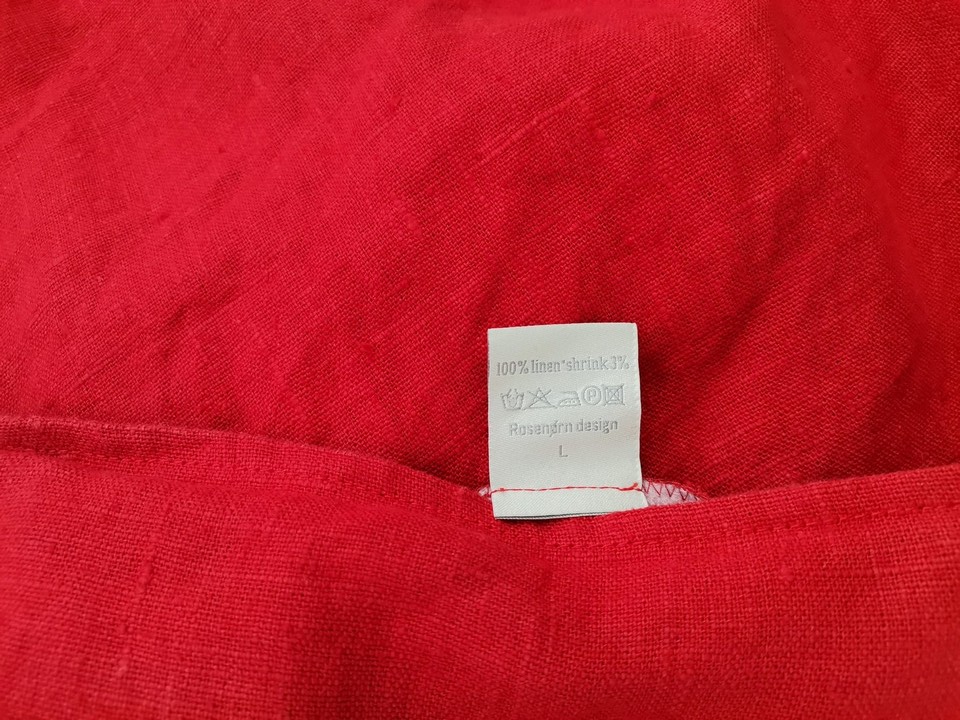 100% linen*shrink 3%
P
Rosenørn design
L